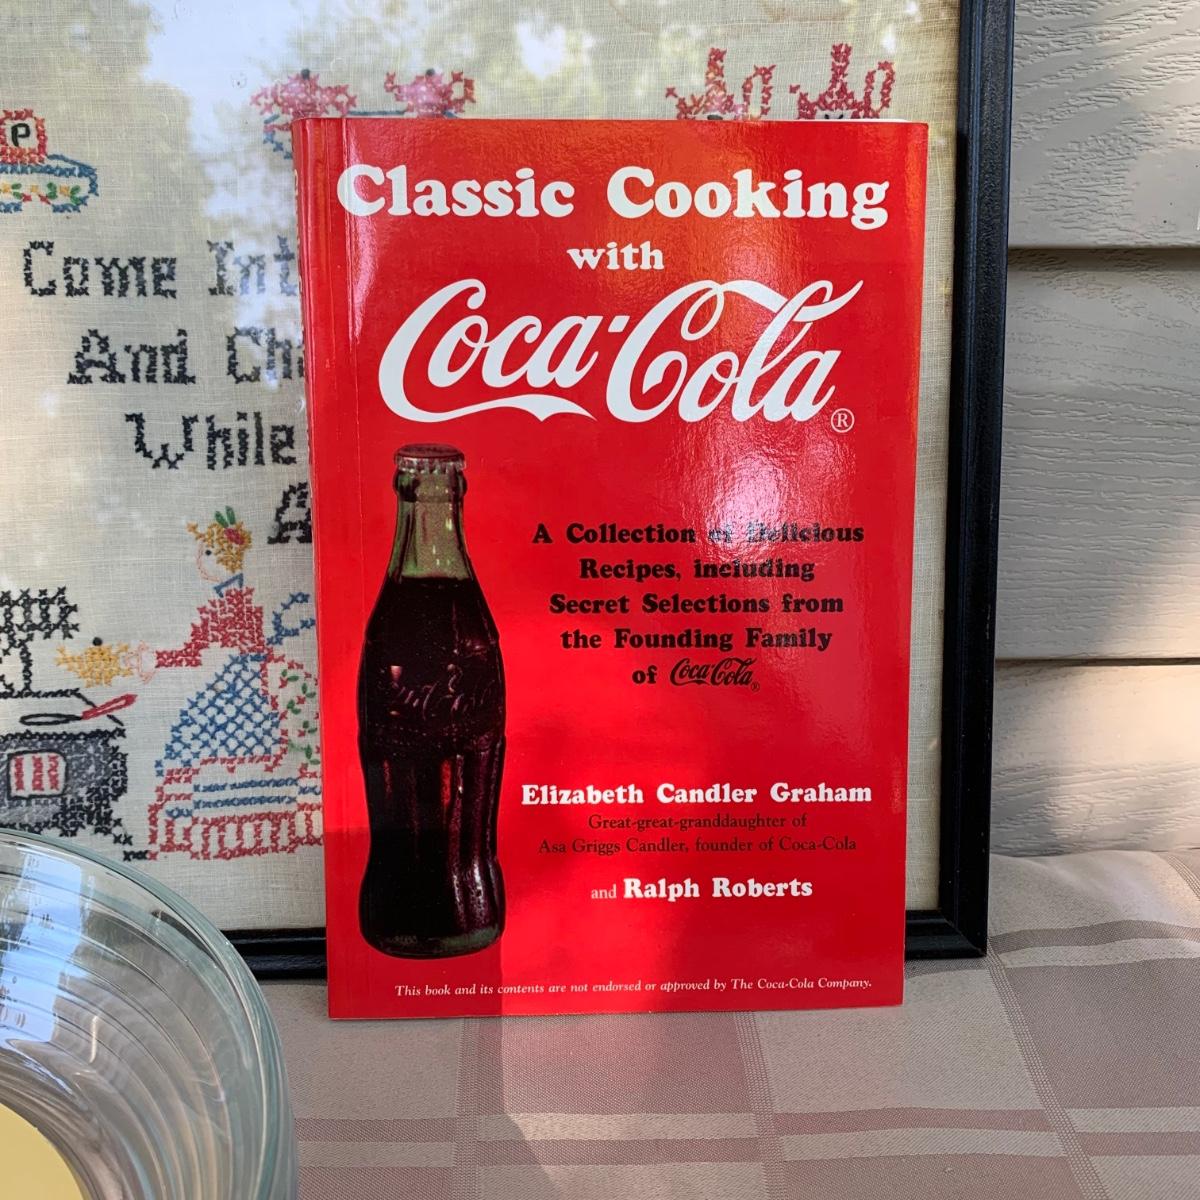 P
Come Int
And Ch
While
A
Classic Cooking
with
Coca-Cola®
A Collection of Delicious
Recipes, including
Secret Selections from
the Founding Family
of Coca-Cola®
Elizabeth Candler Graham
Great-great-granddaughter of
Asa Griggs Candler, founder of Coca-Cola
and Ralph Roberts
This book and its contents are not endorsed or approved by The Coca-Cola Company.